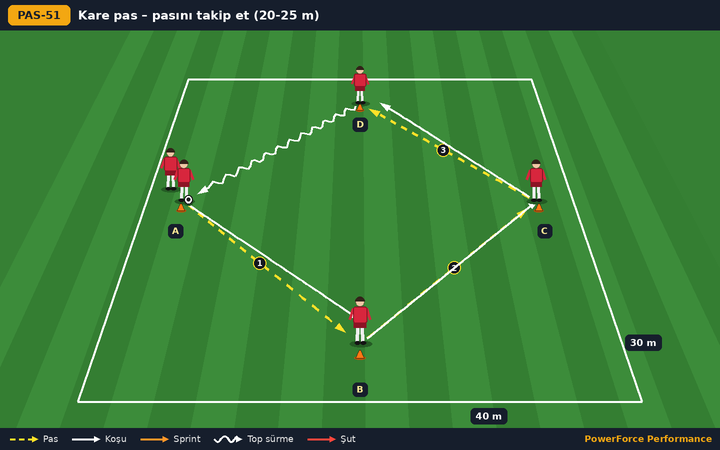 PAS-51 Kare pas – pasını takip et (20-25 m)
D
3
A
C
1
2
30 m
B
40 m
Pas Koşu Sprint Top sürme Şut PowerForce Performance